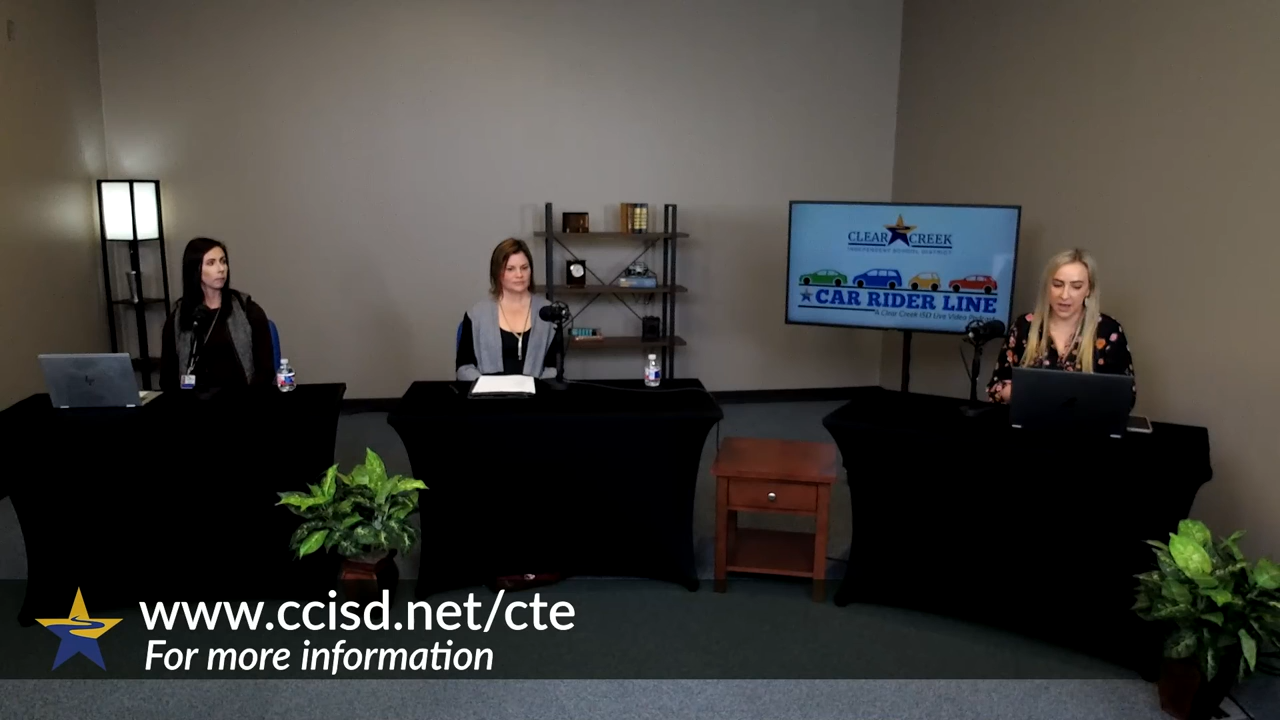 CLEAR CREEK
INDEPENDENT SCHOOL DISTRICT
CAR RIDER LINE
A Clear Creek ISD Live Video Podcast
www.ccisd.net/cte
For more information